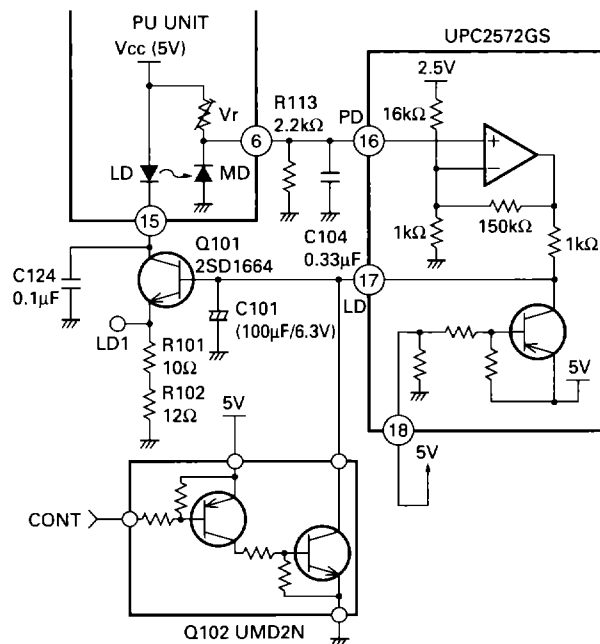 PU UNIT
Vcc (5V)
UPC2572GS
2.5V
R113
2.2kΩ
PD
16kΩ
Vr
6
16
+
−
LD
MD
15
150kΩ
1kΩ
1kΩ
Q101
2SD1664
C104
0.33μF
17
LD
C124
0.1μF
C101
(100μF/6.3V)
LD1
R101
10Ω
R102
12Ω
5V
5V
18
5V
CONT
Q102 UMD2N